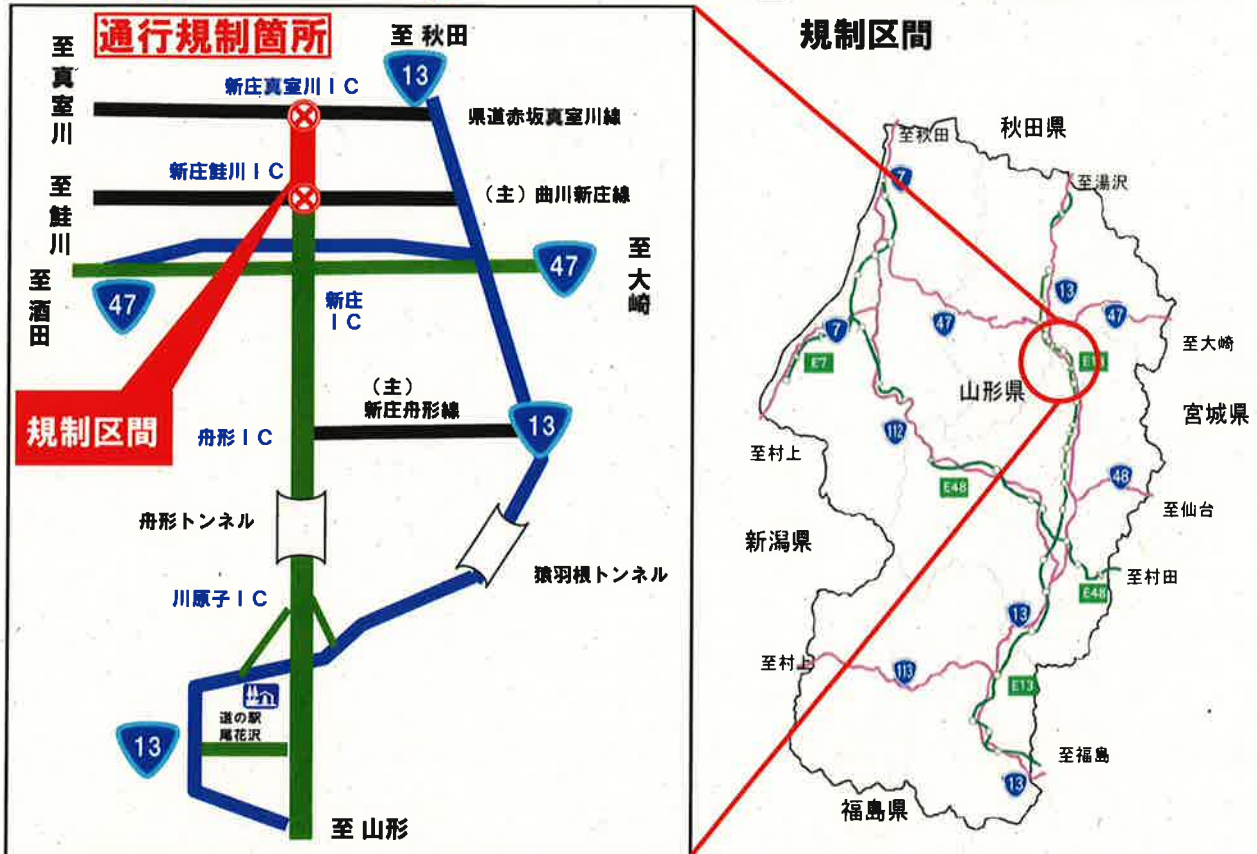 通行規制箇所
至 真室川
至 秋田
13
新庄真室川IC
県道赤坂真室川線
至 鮭川
新庄鮭川IC
(主)曲川新庄線
至 酒田
47
47
至 大崎
新庄
IC
規制区間
(主)
新庄舟形線
舟形IC
13
舟形トンネル
猿羽根トンネル
川原子IC
道の駅
尾花沢
13
至 山形
規制区間
至秋田
秋田県
7
至湯沢
13
7
47
47
至大崎
E7
E13
山形県
宮城県
112
至村上
E48
48
至仙台
新潟県
至村田
E48
13
至村上
113
E13
至福島
13
福島県